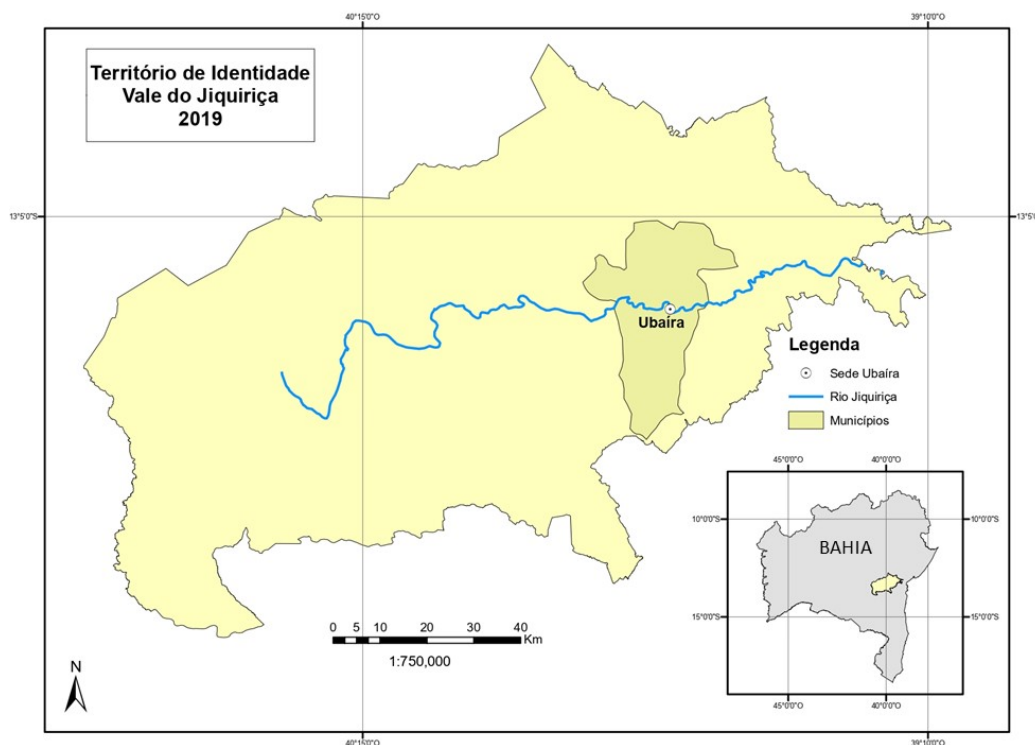 40°15'0"O
39°10'0"O
Território de Identidade
Vale do Jiquiriçá
2019
13°5'0"S
13°5'
Ubaíra
Legenda
Sede Ubaíra
Rio Jiquiriçá
Municípios
45°0'0"O
40°0'0"O
10°0'0"S
10°0'0"S
BAHIA
15°0'0"S
15°0'0"S
45°0'0"O
40°0'0"O
0 5 10 20 30 40
Km
1:750,000
N
40°15'0"O
39°10'0"O